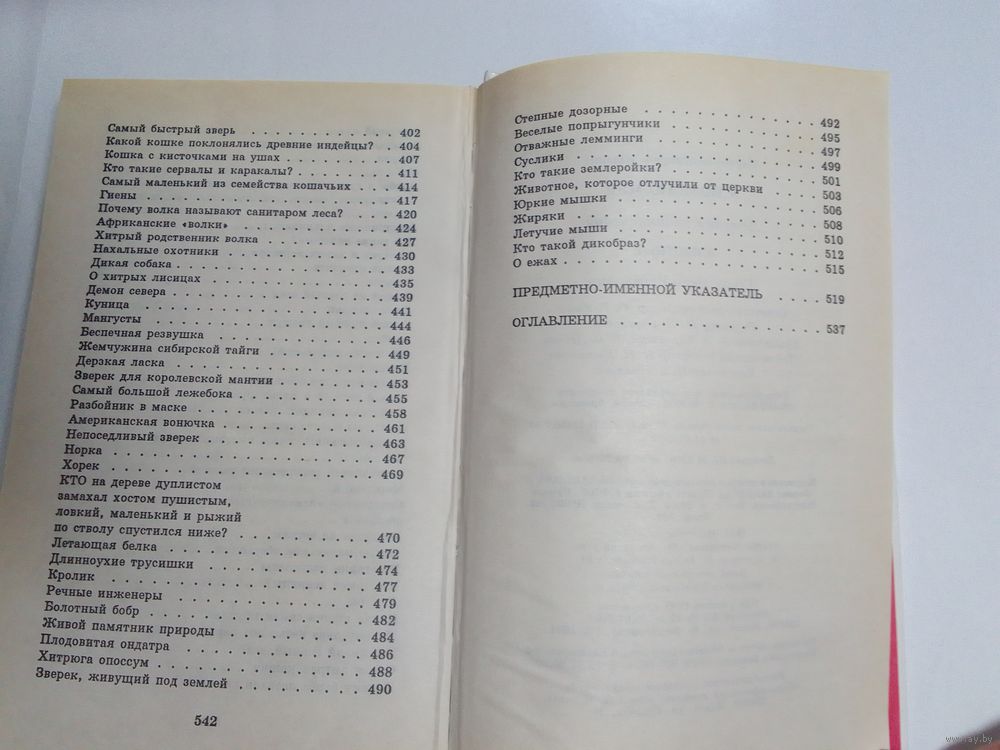 Самый быстрый зверь . . . . . . . . . . . 402
Какой кошке поклонялись древние индейцы? . 404
Кошка с кисточками на ушах . . . . . . . . 407
Кто такие сервалы и каракалы? . . . . . . . 411
Самый маленький из семейства кошачьих . . . 414
Гиены . . . . . . . . . . . . . . . . . 417
Почему волка называют санитаром леса? . . . 420
Африканские «волки» . . . . . . . . . . . 424
Хитрый родственник волка . . . . . . . . . 427
Нахальные охотники . . . . . . . . . . . 430
Дикая собака . . . . . . . . . . . . . . 433
О хитрых лисицах . . . . . . . . . . . . 435
Демон севера . . . . . . . . . . . . . . 439
Куница . . . . . . . . . . . . . . . . 441
Мангусты . . . . . . . . . . . . . . . 444
Беспечная резвушка . . . . . . . . . . . 446
Жемчужина сибирской тайги . . . . . . . . 449
Дерзкая ласка . . . . . . . . . . . . . 451
Зверек для королевской мантии . . . . . . . 453
Самый большой лежебока . . . . . . . . . 455
Разбойник в маске . . . . . . . . . . . . 458
Американская вонючка . . . . . . . . . . 461
Непоседливый зверек . . . . . . . . . . . 463
Норка . . . . . . . . . . . . . . . . . 467
Хорек . . . . . . . . . . . . . . . . . 469
КТО на дереве дуплистом
замахал хостом пушистым,
ловкий, маленький и рыжий
по стволу спустился ниже? . . . . . . . . . 470
Летающая белка . . . . . . . . . . . . . 472
Длинноухие трусишки . . . . . . . . . . . 474
Кролик . . . . . . . . . . . . . . . . 477
Речные инженеры . . . . . . . . . . . . 479
Болотный бобр . . . . . . . . . . . . . 482
Живой памятник природы . . . . . . . . . 484
Плодовитая ондатра . . . . . . . . . . . 486
Хитрюга опоссум . . . . . . . . . . . . 488
Зверек, живущий под землей . . . . . . . . 490
542
Степные дозорные . . . . . . . . . . . . 492
Веселые попрыгунчики . . . . . . . . . . 495
Отважные лемминги . . . . . . . . . . . 497
Суслики . . . . . . . . . . . . . . . . 499
Кто такие землеройки? . . . . . . . . . . 501
Животное, которое отлучили от церкви . . . . 503
Юркие мышки . . . . . . . . . . . . . . 506
Жиряки . . . . . . . . . . . . . . . . 508
Летучие мыши . . . . . . . . . . . . . 510
Кто такой дикобраз? . . . . . . . . . . . 512
О ежах . . . . . . . . . . . . . . . . 515
ПРЕДМЕТНО-ИМЕННОЙ УКАЗАТЕЛЬ . . . . 519
ОГЛАВЛЕНИЕ . . . . . . . . . . . . . . 537
www.ay.by